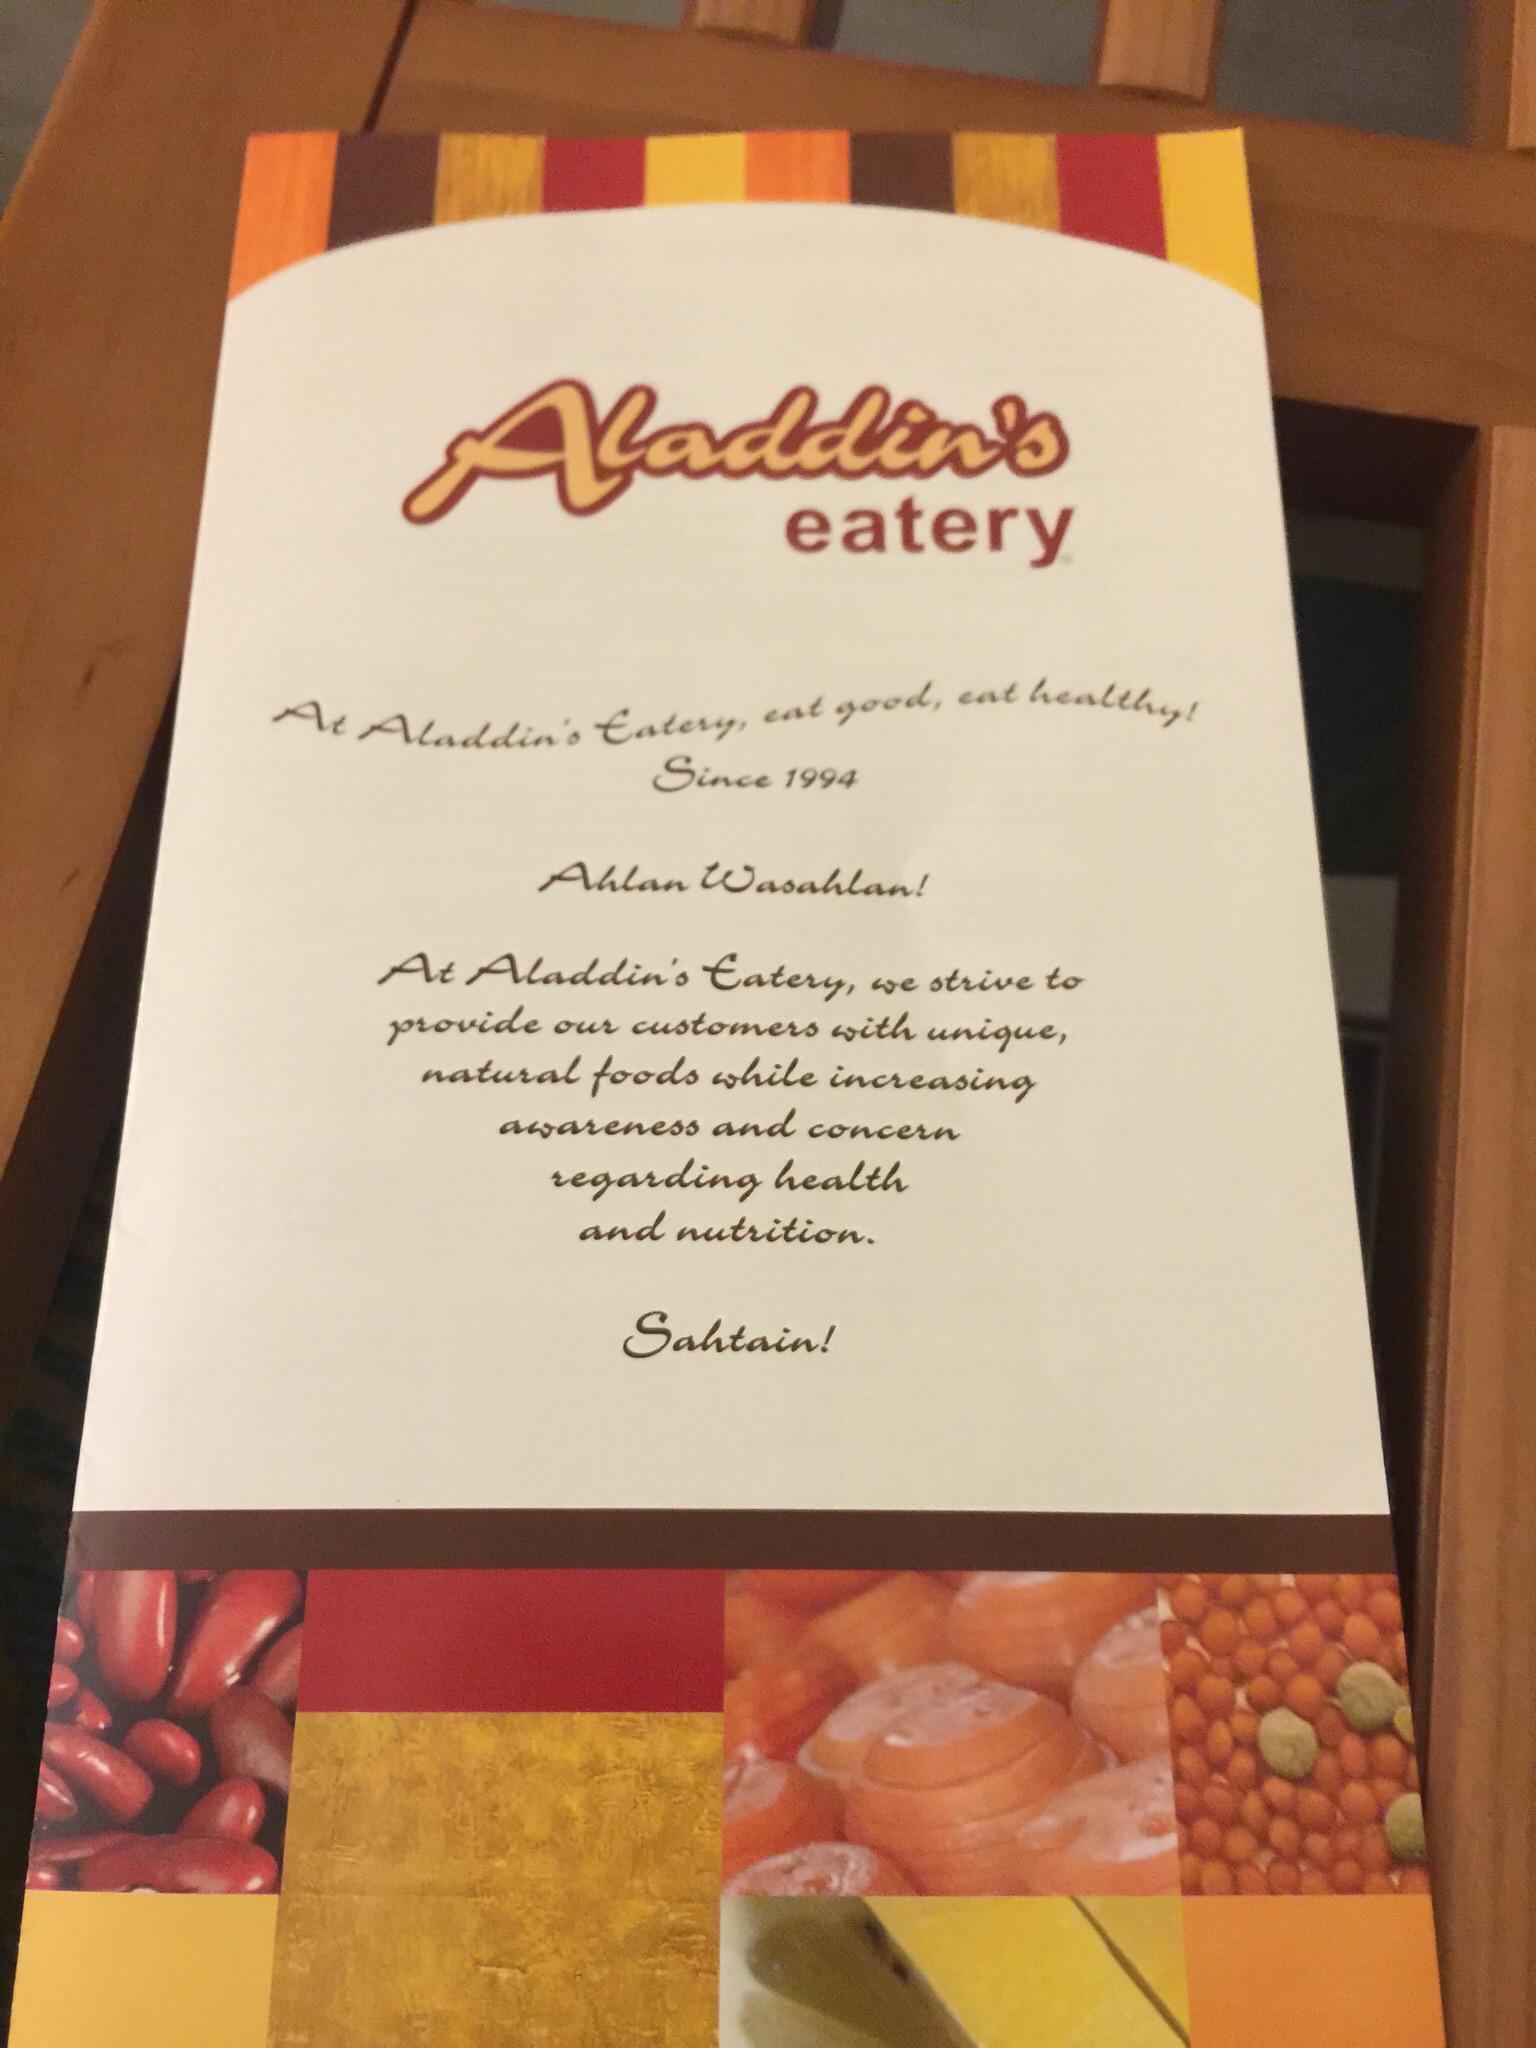 Aladdin's
eatery
At Aladdin's Eatery, eat good, eat healthy!
Since 1994
Ahlan Wasahlan!
At Aladdin's Eatery, we strive to
provide our customers with unique,
natural foods while increasing
awareness and concern
regarding health
and nutrition.
Sahtain!